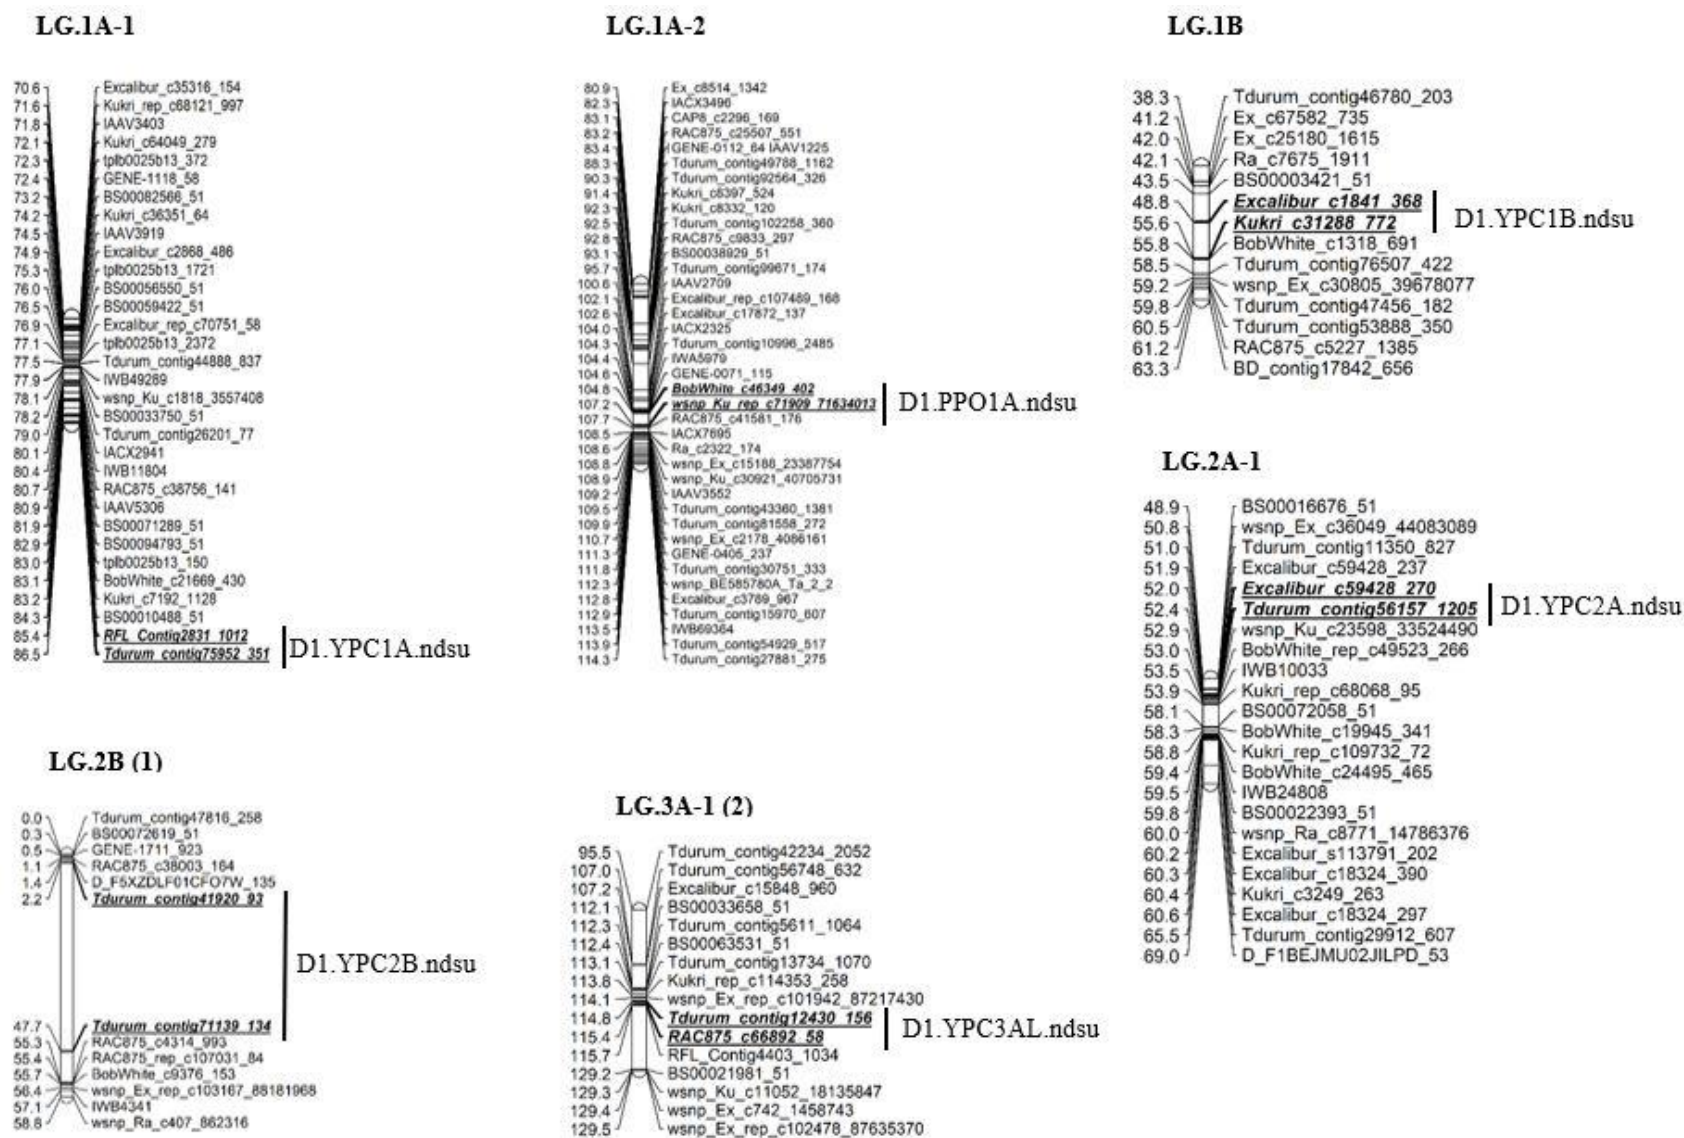 LG.1A-1
70.6 Excalibur_c35316_154
71.6 Kukri_rep_c68121_997
71.8 IAAV3403
72.1 Kukri_c64049_279
72.3 tplb0025b13_372
72.4 GENE-1118_58
73.2 BS00082566_51
74.2 Kukri_c36351_64
74.5 IAAV3919
74.9 Excalibur_c2868_486
75.3 tplb0025b13_1721
76.0 BS00056550_51
76.5 BS00059422_51
76.9 Excalibur_rep_c70751_58
77.1 tplb0025b13_2372
77.5 Tdurum_contig44888_837
77.9 IWB49289
78.1 wsnp_Ku_c1818_3557408
78.2 BS00033750_51
79.0 Tdurum_contig26201_77
80.1 IACX2941
80.4 IWB11804
80.7 RAC875_c38756_141
80.9 IAAV5306
81.9 BS00071289_51
82.9 BS00094793_51
83.0 tplb0025b13_150
83.1 BobWhite_c21669_430
83.2 Kukri_c7192_1128
84.3 BS00010488_51
85.4 RFL_Contig2831_1012
86.5 Tdurum_contig75952_351
D1.YPC1A.ndsu
LG.1A-2
80.9 Ex_c8514_1342
82.3 IACX3496
83.1 CAP8_c2296_169
83.2 RAC875_c25507_551
83.4 GENE-0112_64 IAAV1225
88.3 Tdurum_contig49788_1162
90.3 Tdurum_contig92564_326
91.4 Kukri_c6397_524
92.3 Kukri_c8332_120
92.5 Tdurum_contig102258_360
92.8 RAC875_c9833_297
93.1 BS00038929_51
95.7 Tdurum_contig99671_174
100.6 IAAV2709
102.1 Excalibur_rep_c107489_168
102.6 Excalibur_c17872_137
104.0 IACX2325
104.3 Tdurum_contig10996_2485
104.4 IWA5979
104.6 GENE-0071_115
104.8 BobWhite_c46349_402
107.2 wsnp_Ku_rep_c71909_71634013
107.7 RAC875_c41581_176
108.5 IACX7695
108.6 Ra_c2322_174
108.8 wsnp_Ex_c15188_23387754
108.9 wsnp_Ku_c30921_40705731
109.2 IAAV3552
109.5 Tdurum_contig43360_1381
109.9 Tdurum_contig81558_272
110.7 wsnp_Ex_c2178_4086161
111.3 GENE-0405_237
111.8 Tdurum_contig30751_333
112.3 wsnp_BE585780A_Ta_2_2
112.8 Excalibur_c3789_967
112.9 Tdurum_contig15970_607
113.5 IWB69364
113.9 Tdurum_contig54929_517
114.3 Tdurum_contig27881_275
D1.PPO1A.ndsu
LG.1B
38.3 Tdurum_contig46780_203
41.2 Ex_c67582_735
42.0 Ex_c25180_1615
42.1 Ra_c7675_1911
43.5 BS00003421_51
48.8 Excalibur_c1841_368
55.6 Kukri_c31288_772
55.8 BobWhite_c1318_691
58.5 Tdurum_contig76507_422
59.2 wsnp_Ex_c30805_39678077
59.8 Tdurum_contig47456_182
60.5 Tdurum_contig53888_350
61.2 RAC875_c5227_1385
63.3 BD_contig17842_656
D1.YPC1B.ndsu
LG.2A-1
48.9 BS00016676_51
50.8 wsnp_Ex_c36049_44083089
51.0 Tdurum_contig11350_827
51.9 Excalibur_c59428_237
52.0 Excalibur_c59428_270
52.4 Tdurum_contig56157_1205
52.9 wsnp_Ku_c23598_33524490
53.0 BobWhite_rep_c49523_266
53.5 IWB10033
53.9 Kukri_rep_c68068_95
58.1 BS00072058_51
58.3 BobWhite_c19945_341
58.8 Kukri_rep_c109732_72
59.4 BobWhite_c24495_465
59.5 IWB24808
59.8 BS00022393_51
60.0 wsnp_Ra_c8771_14786376
60.2 Excalibur_s113791_202
60.3 Excalibur_c18324_390
60.4 Kukri_c3249_263
60.6 Excalibur_c18324_297
65.5 Tdurum_contig29912_607
69.0 D_F1BEJMU02JILPD_53
D1.YPC2A.ndsu
LG.2B (1)
0.0 Tdurum_contig47816_258
0.3 BS00072619_51
0.5 GENE-1711_923
1.1 RAC875_c38003_164
1.4 D_F5XZDLF01CFO7W_135
2.2 Tdurum_contig41920_93
47.7 Tdurum_contig71139_134
55.3 RAC875_c4314_993
55.4 RAC875_rep_c107031_84
55.7 BobWhite_c9376_153
56.4 wsnp_Ex_rep_c103167_88181968
57.1 IWB4341
58.8 wsnp_Ra_c407_862316
D1.YPC2B.ndsu
LG.3A-1 (2)
95.5 Tdurum_contig42234_2052
107.0 Tdurum_contig56748_632
107.2 Excalibur_c15848_960
112.1 BS00033658_51
112.3 Tdurum_contig5611_1064
112.4 BS00063531_51
113.1 Tdurum_contig13734_1070
113.8 Kukri_rep_c114353_258
114.1 wsnp_Ex_rep_c101942_87217430
114.8 Tdurum_contig12430_156
115.4 RAC875_c66892_58
115.7 RFL_Contig4403_1034
129.2 BS00021981_51
129.3 wsnp_Ku_c11052_18135847
129.4 wsnp_Ex_c742_1458743
129.5 wsnp_Ex_rep_c102478_87635370
D1.YPC3AL.ndsu